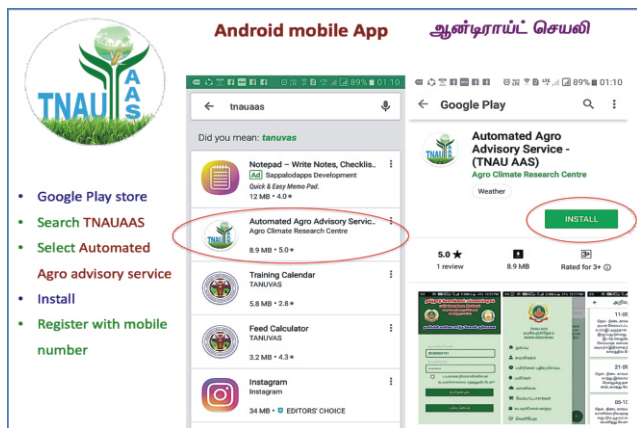 TNAU AAS
Android mobile App
ஆண்டிராய்ட் செயலி
• Google Play store
• Search TNAUAAS
• Select Automated
Agro advisory service
• Install
• Register with mobile
number
89% 01:10
tnauaas
Did you mean: tanuvas
Notepad – Write Notes, Checklis..
Ad Sappalodapps Development
Quick & Easy Memo Pad.
12 MB • 4.0★
Automated Agro Advisory Servic..
Agro Climate Research Centre
8.9 MB • 5.0★
Training Calendar
TANUVAS
5.8 MB • 2.8★
Feed Calculator
TANUVAS
3.2 MB • 4.3★
Instagram
Instagram
34 MB • EDITORS' CHOICE
89% 01:10
Google Play
Automated Agro
Advisory Service -
(TNAU AAS)
Agro Climate Research Centre
Weather
INSTALL
5.0 ★
1 review
8.9 MB
3+
Rated for 3+